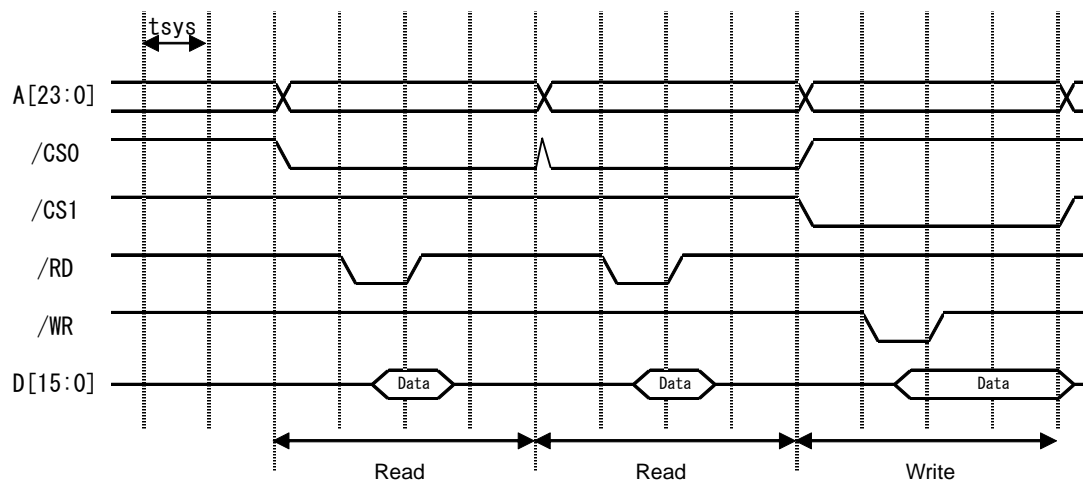 tsys
A[23:0]
/CS0
/CS1
/RD
/WR
D[15:0] Data Data Data
Read Read Write